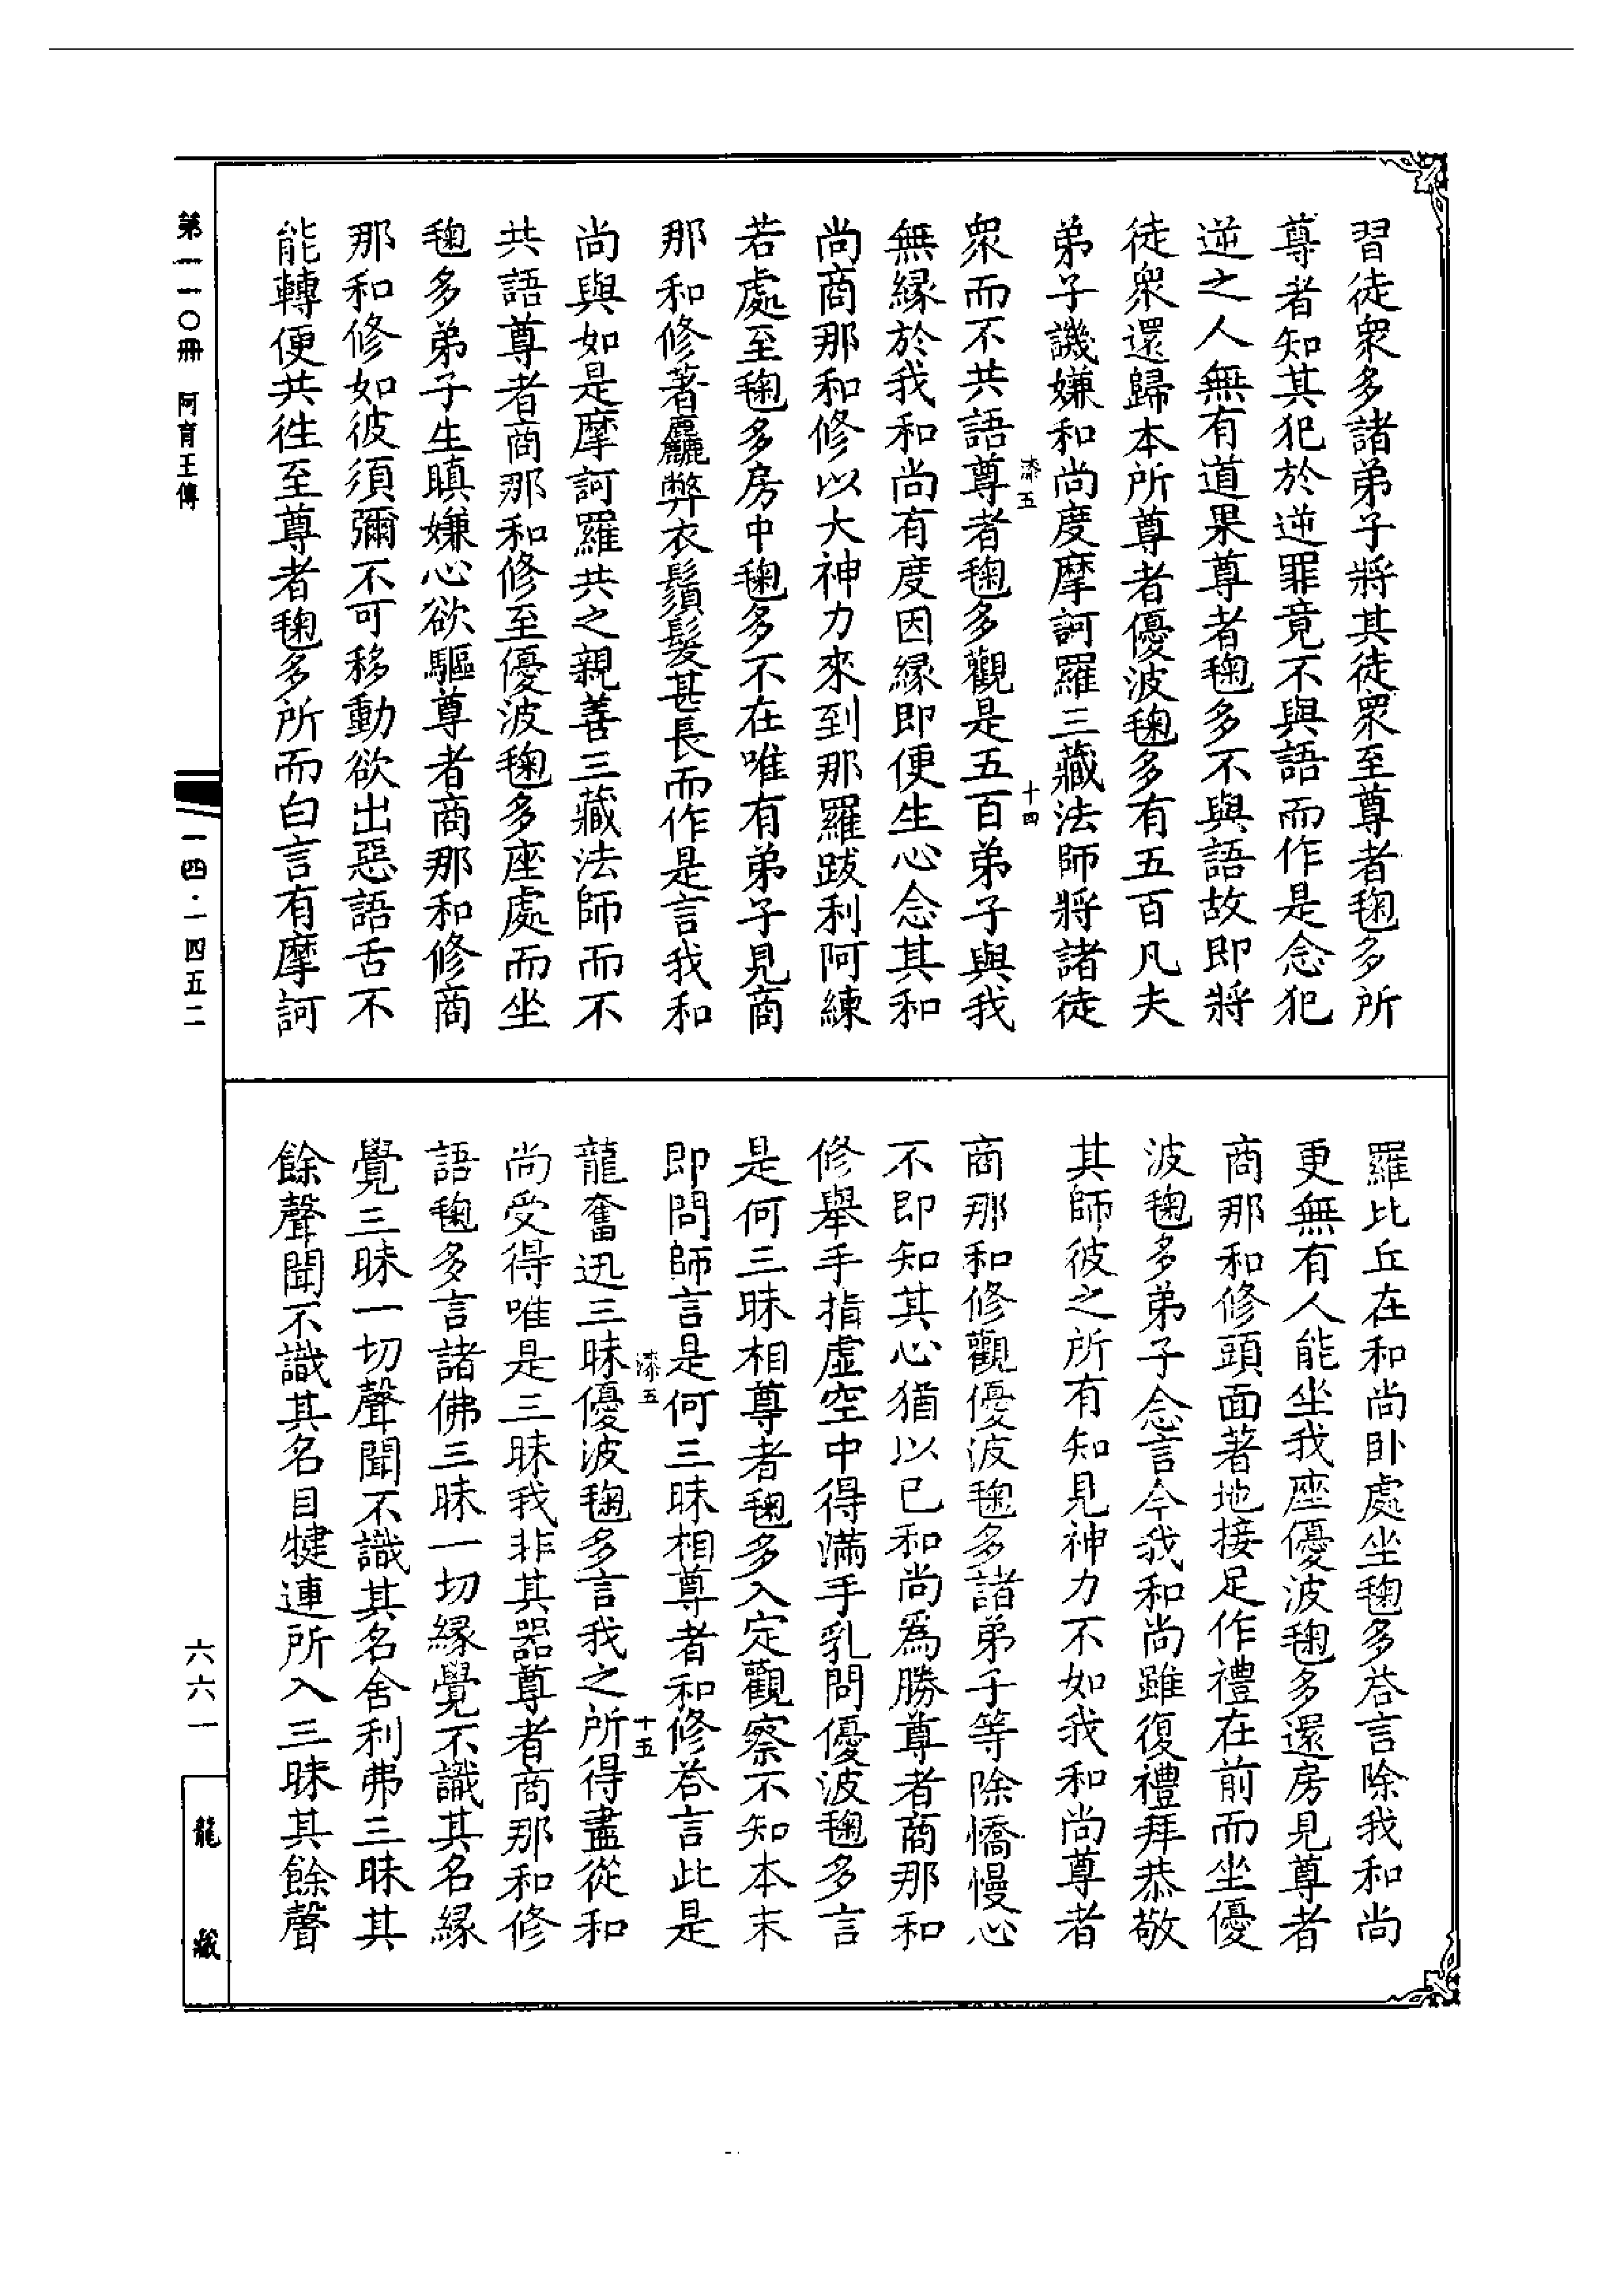 習徒衆多諸弟子將其徒衆至尊者毱多所
尊者知其犯於逆罪竟不與語而作是念犯
逆之人無有道果尊者毱多不與語故即將
徒衆還歸本所尊者優波毱多有五百凡夫
弟子譏嫌和尚度摩訶羅三藏法師將諸徒
漆五
十四
衆而不共語尊者毱多觀是五百弟子與我
無緣於我和尚有度因緣即便生心念其和
尚商那和修以大神力來到那羅跋利阿練
若處至毱多房中毱多不在唯有弟子見商
那和修著麤弊衣鬚髮甚長而作是言我和
尚與如是摩訶羅共之親善三藏法師而不
共語尊者商那和修至優波毱多座處而坐
毱多弟子生瞋嫌心欲驅尊者商那和修商
那和修如彼須彌不可移動欲出惡語舌不
能轉便共徃至尊者毱多所而白言有摩訶
羅比丘在和尚卧處坐毱多荅言除我和尚
更無有人能坐我座優波毱多還房見尊者
商那和修頭面著地接足作禮在前而坐優
波毱多弟子念言今我和尚雖復禮拜恭敬
其師彼之所有知見神力不如我和尚尊者
商那和修觀優波毱多諸弟子等除憍慢心
不即知其心猶以已和尚爲勝尊者商那和
修舉手指虛空中得滿手乳問優波毱多言
是何三昧相尊者毱多入定觀察不知本末
即問師言是何三昧相尊者和修荅言此是
漆五
十五
龍奮迅三昧優波毱多言我之所得盡從和
尚受得唯是三昧我非其器尊者商那和修
語毱多言諸佛三昧一切緣覺不識其名緣
覺三昧一切聲聞不識其名舍利弗三昧其
餘聲聞不識其名目犍連所入三昧其餘聲
第一一〇冊 阿育王傳
一四·一四五二
六六一
龍藏